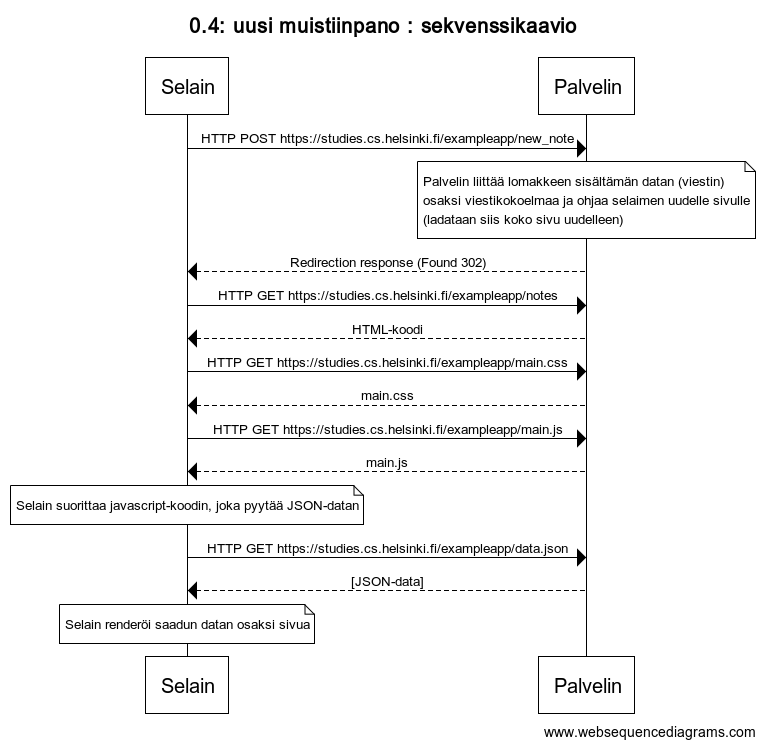 0.4: uusi muistiinpano : sekvenssikaavio
Selain
Palvelin
HTTP POST https://studies.cs.helsinki.fi/exampleapp/new_note
Palvelin liittää lomakkeen sisältämän datan (viestin)
osaksi viestikokoelmaa ja ohjaa selaimen uudelle sivulle
(ladataan siis koko sivu uudelleen)
Redirection response (Found 302)
HTTP GET https://studies.cs.helsinki.fi/exampleapp/notes
HTML-koodi
HTTP GET https://studies.cs.helsinki.fi/exampleapp/main.css
main.css
HTTP GET https://studies.cs.helsinki.fi/exampleapp/main.js
main.js
Selain suorittaa javascript-koodin, joka pyytää JSON-datan
HTTP GET https://studies.cs.helsinki.fi/exampleapp/data.json
[JSON-data]
Selain renderöi saadun datan osaksi sivua
Selain
Palvelin
www.websequencediagrams.com